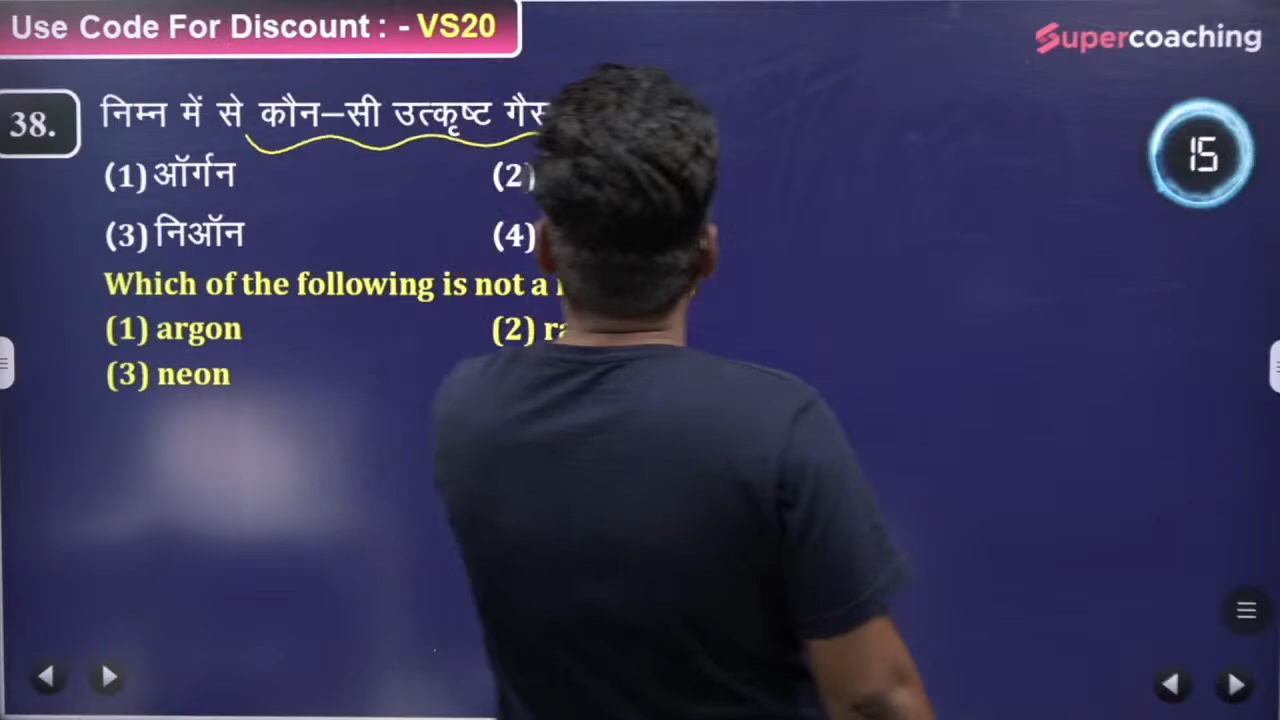 Use Code For Discount : - VS20
Supercoaching
38.
निम्न में से कौन–सी उत्कृष्ट गैस
15
(1) ऑर्गन (2)
(3) निऑन (4)
Which of the following is not a
(1) argon (2)
(3) neon